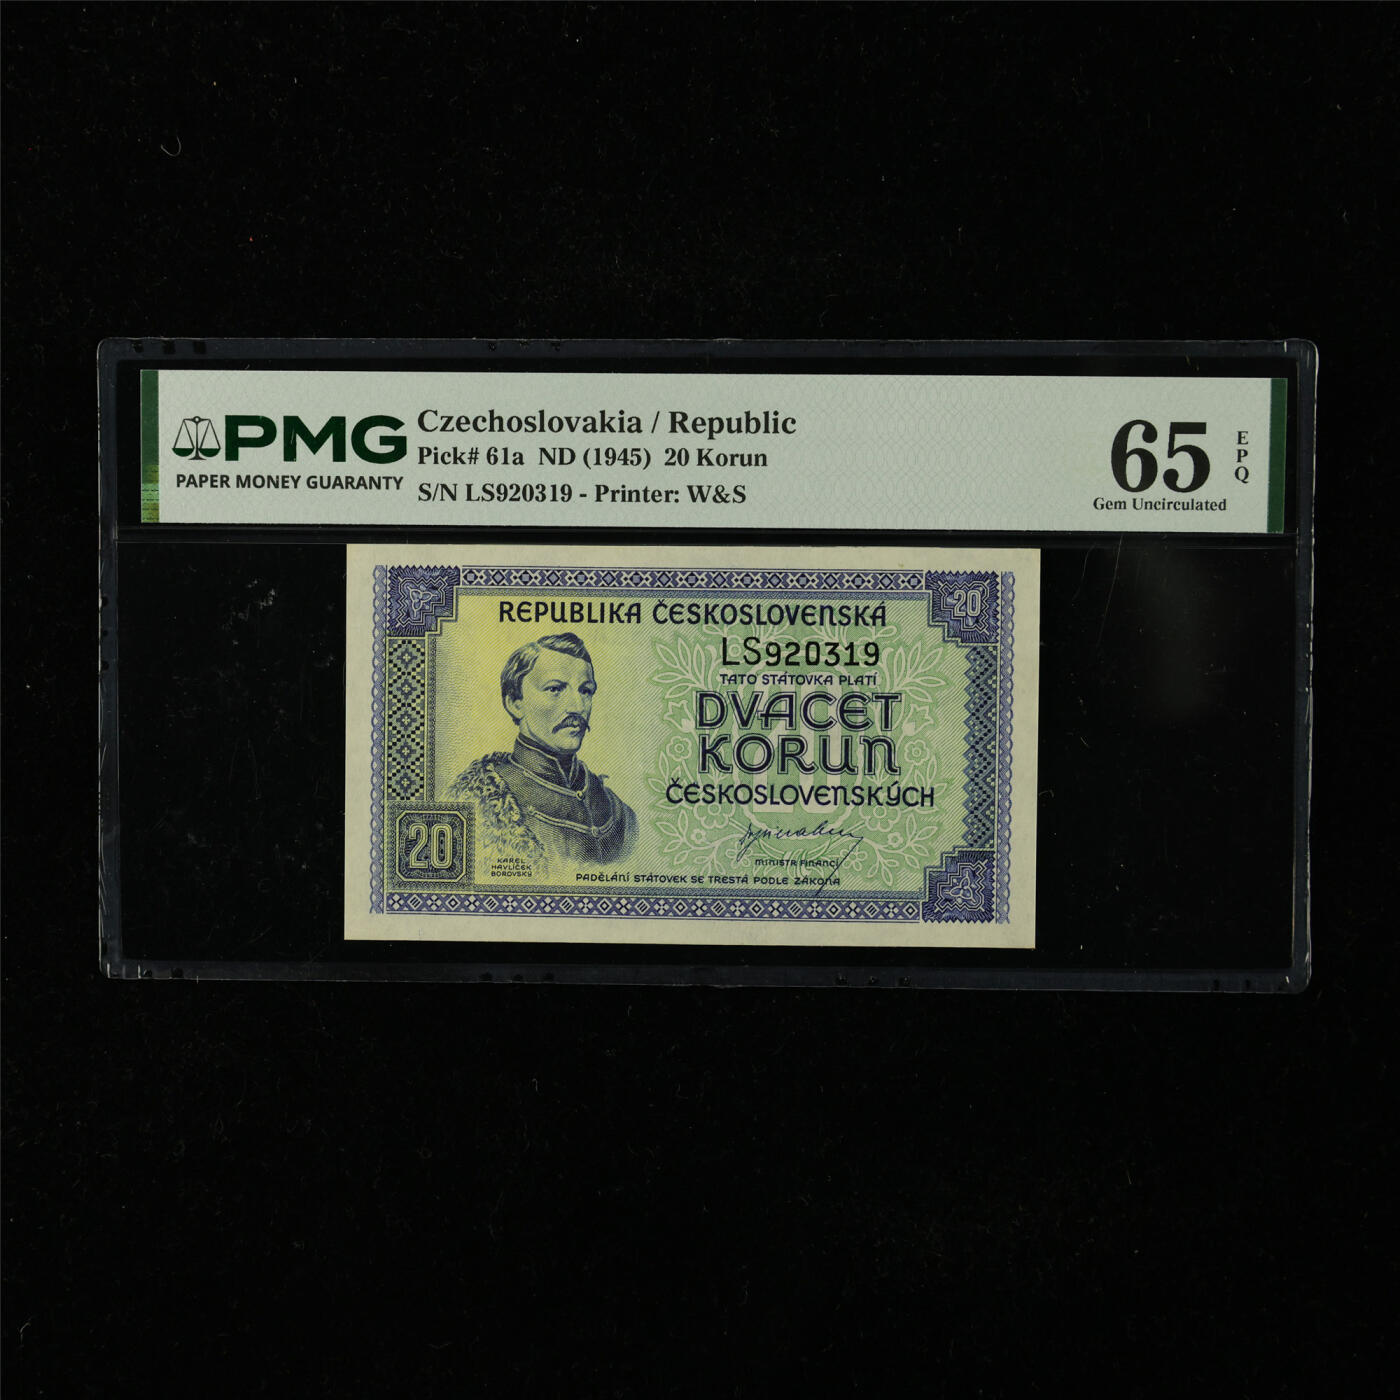 PMG
PAPER MONEY GUARANTY
Czechoslovakia / Republic
Pick# 61a ND (1945) 20 Korun
S/N LS920319 - Printer: W&S
65
EPQ
Gem Uncirculated
20
REPUBLIKA ČESKOSLOVENSKÁ
LS920319
TATO STÁTOVKA PLATÍ
DVACET
KORUN
ČESKOSLOVENSKÝCH
MINISTR FINANCÍ
20
KAREL
HAVLÍČEK
BOROVSKÝ
PADĚLÁNÍ STÁTOVEK SE TRESTÁ PODLE ZÁKONA